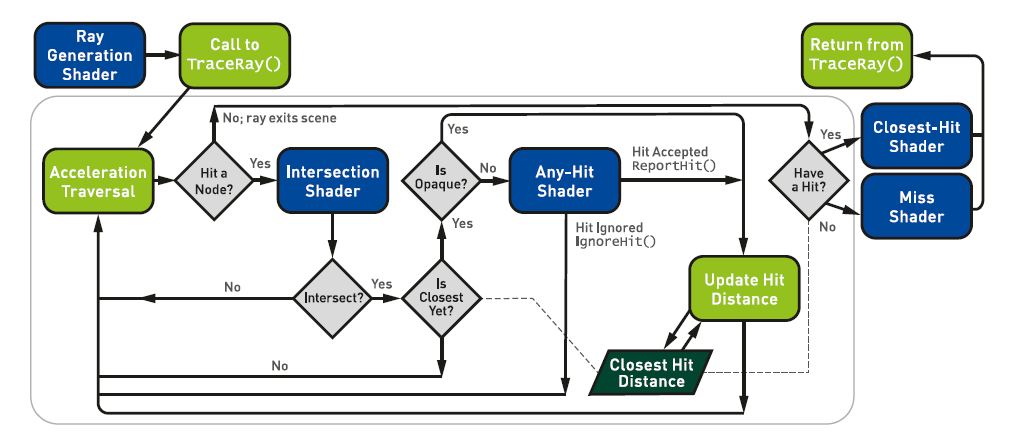 Ray
Generation
Shader
Call to
TraceRay()
Return from
TraceRay()
No; ray exits scene
Yes
Yes
Closest-Hit
Shader
Acceleration
Traversal
Hit a
Node?
Yes
Intersection
Shader
Is
Opaque?
No
Any-Hit
Shader
Hit Accepted
ReportHit()
Have
a Hit?
Miss
Shader
No
Yes
Hit Ignored
IgnoreHit()
No
Intersect?
Yes
Is
Closest
Yet?
Update Hit
Distance
No
Closest Hit
Distance